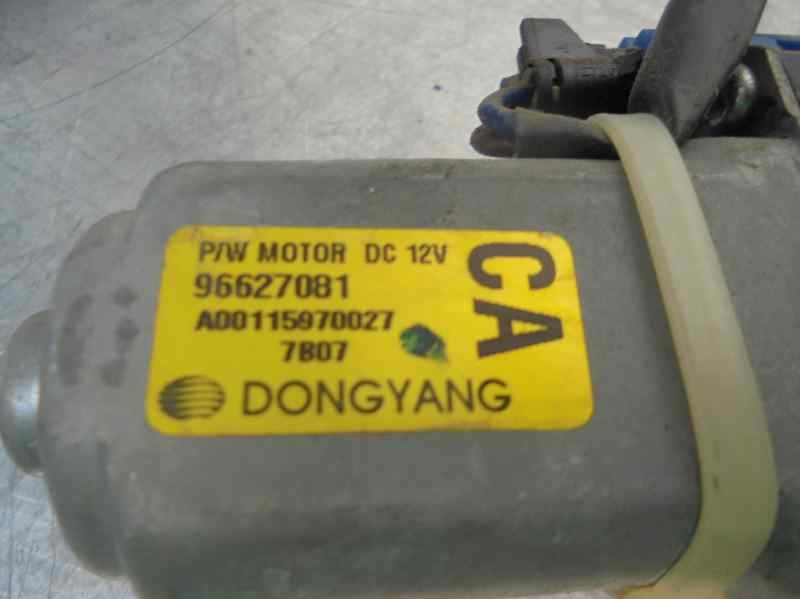 P/W MOTOR DC 12V
96627081
A00115970027
7B07
CA
DONGYANG